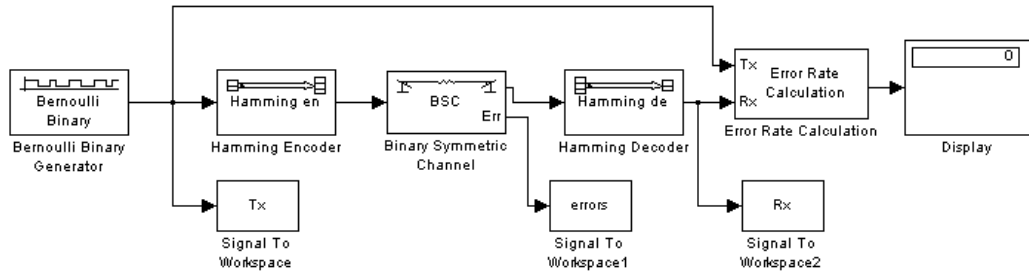 Bernoulli
Binary
Bernoulli Binary
Generator
Hamming en
Hamming Encoder
BSC
Err
Binary Symmetric
Channel
Hamming de
Hamming Decoder
Tx
Rx
Error Rate
Calculation
Error Rate Calculation
0
Display
Tx
Signal To
Workspace
errors
Signal To
Workspace1
Rx
Signal To
Workspace2